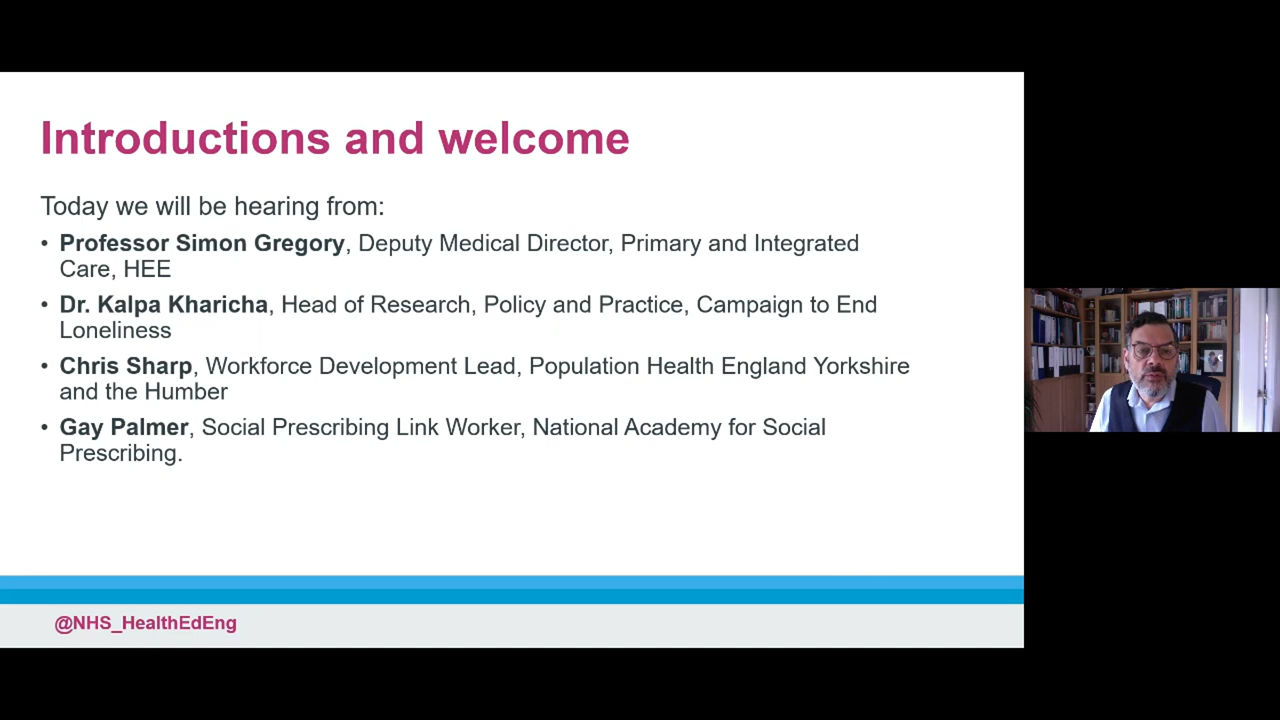 Introductions and welcome
Today we will be hearing from:
• Professor Simon Gregory, Deputy Medical Director, Primary and Integrated
Care, HEE
• Dr. Kalpa Kharicha, Head of Research, Policy and Practice, Campaign to End
Loneliness
• Chris Sharp, Workforce Development Lead, Population Health England Yorkshire
and the Humber
• Gay Palmer, Social Prescribing Link Worker, National Academy for Social
Prescribing.
@NHS_HealthEdEng